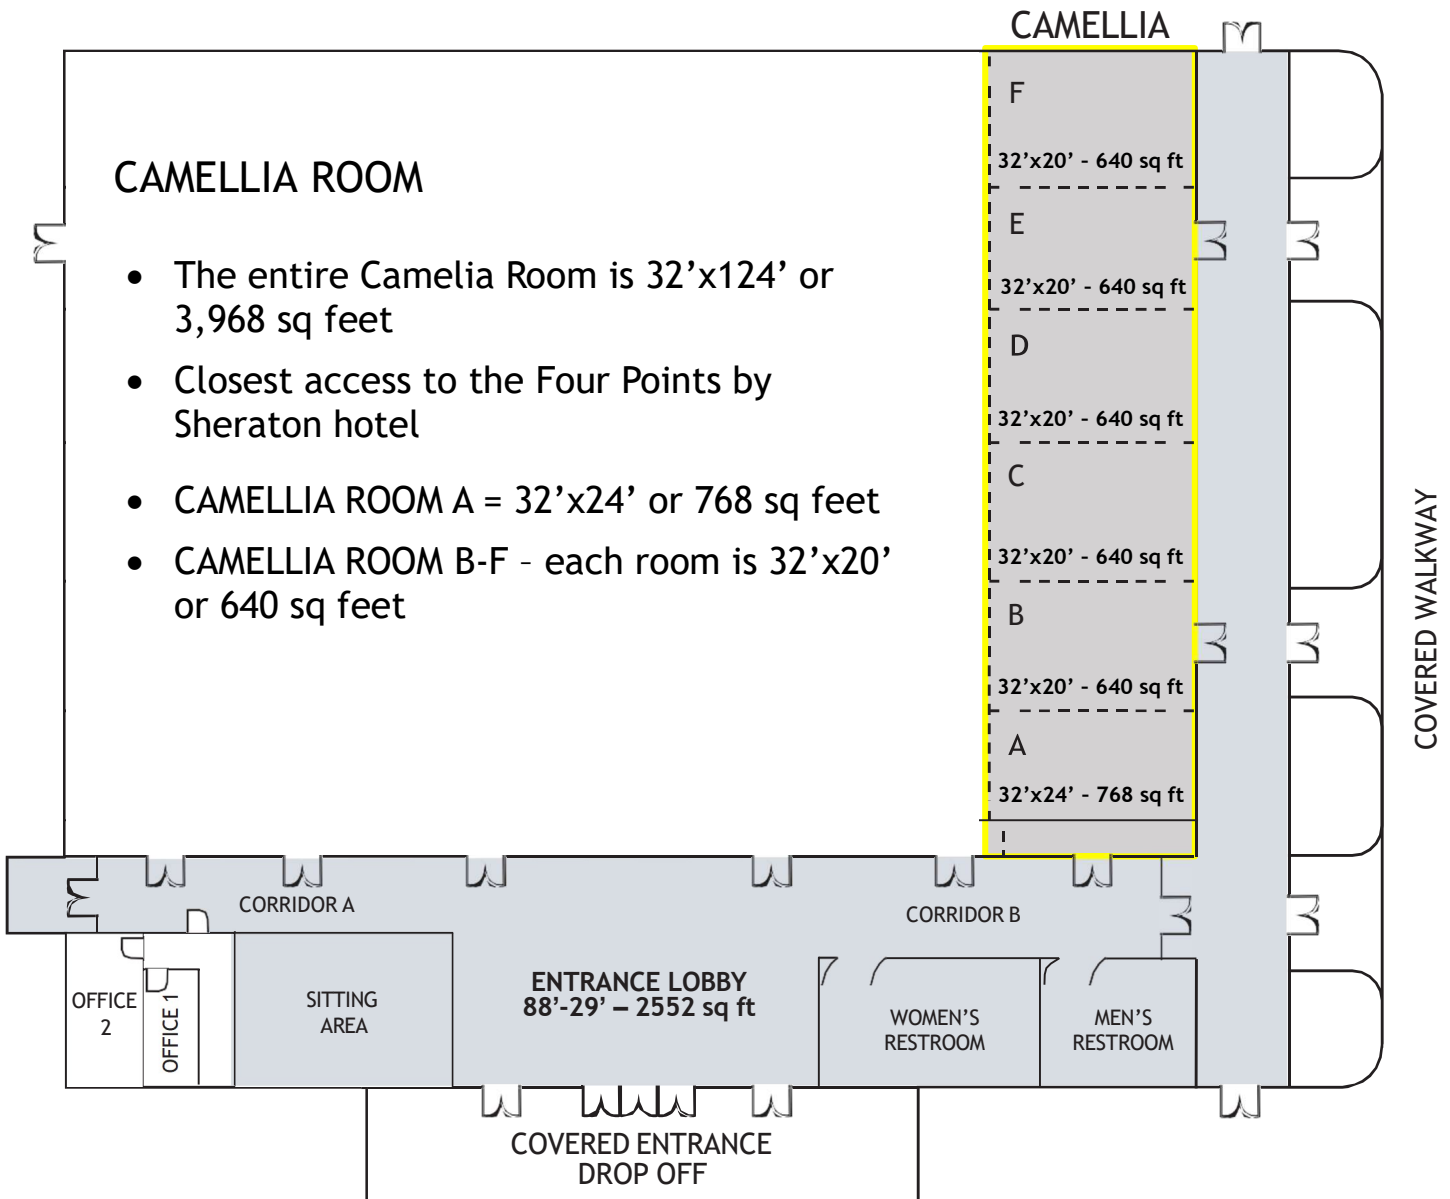 CAMELLIA
F
32’x20’ - 640 sq ft
CAMELLIA ROOM
E
32’x20’ - 640 sq ft
• The entire Camelia Room is 32’x124’ or
3,968 sq feet
D
• Closest access to the Four Points by
Sheraton hotel
32’x20’ - 640 sq ft
C
• CAMELLIA ROOM A = 32’x24’ or 768 sq feet
32’x20’ - 640 sq ft
• CAMELLIA ROOM B-F – each room is 32’x20’
or 640 sq feet
B
32’x20’ - 640 sq ft
A
32’x24’ - 768 sq ft
COVERED WALKWAY
CORRIDOR A
CORRIDOR B
OFFICE
2
OFFICE 1
SITTING
AREA
ENTRANCE LOBBY
88’-29’ – 2552 sq ft
WOMEN’S
RESTROOM
MEN’S
RESTROOM
COVERED ENTRANCE
DROP OFF